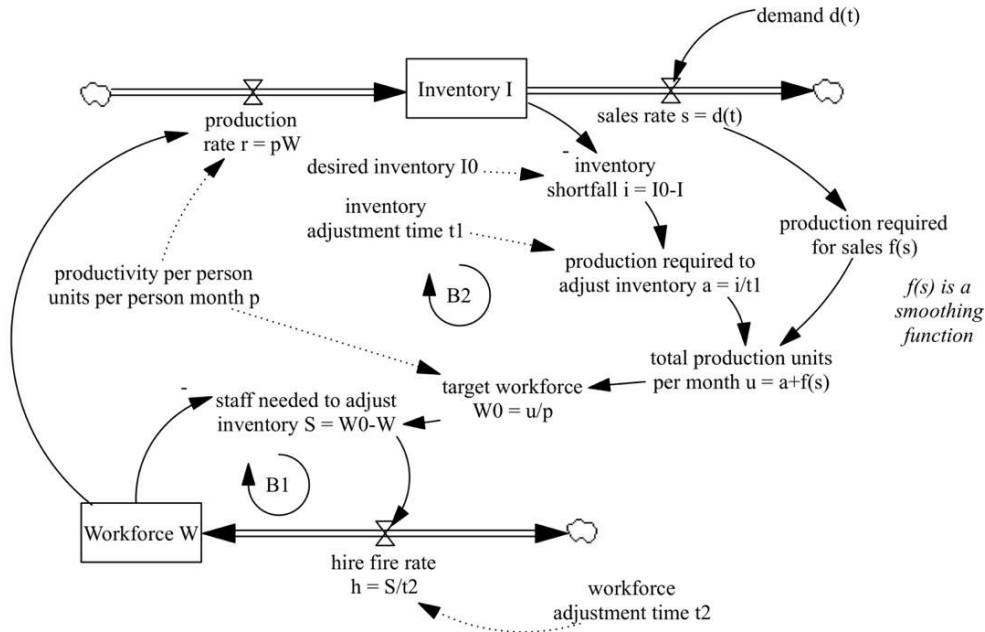 demand d(t)
Inventory I
production
rate r = pW
sales rate s = d(t)
desired inventory I0
-
inventory
shortfall i = I0-I
inventory
adjustment time t1
production required
for sales f(s)
productivity per person
units per person month p
production required to
adjust inventory a = i/t1
B2
f(s) is a
smoothing
function
total production units
per month u = a+f(s)
target workforce
W0 = u/p
-
staff needed to adjust
inventory S = W0-W
B1
Workforce W
hire fire rate
h = S/t2
workforce
adjustment time t2